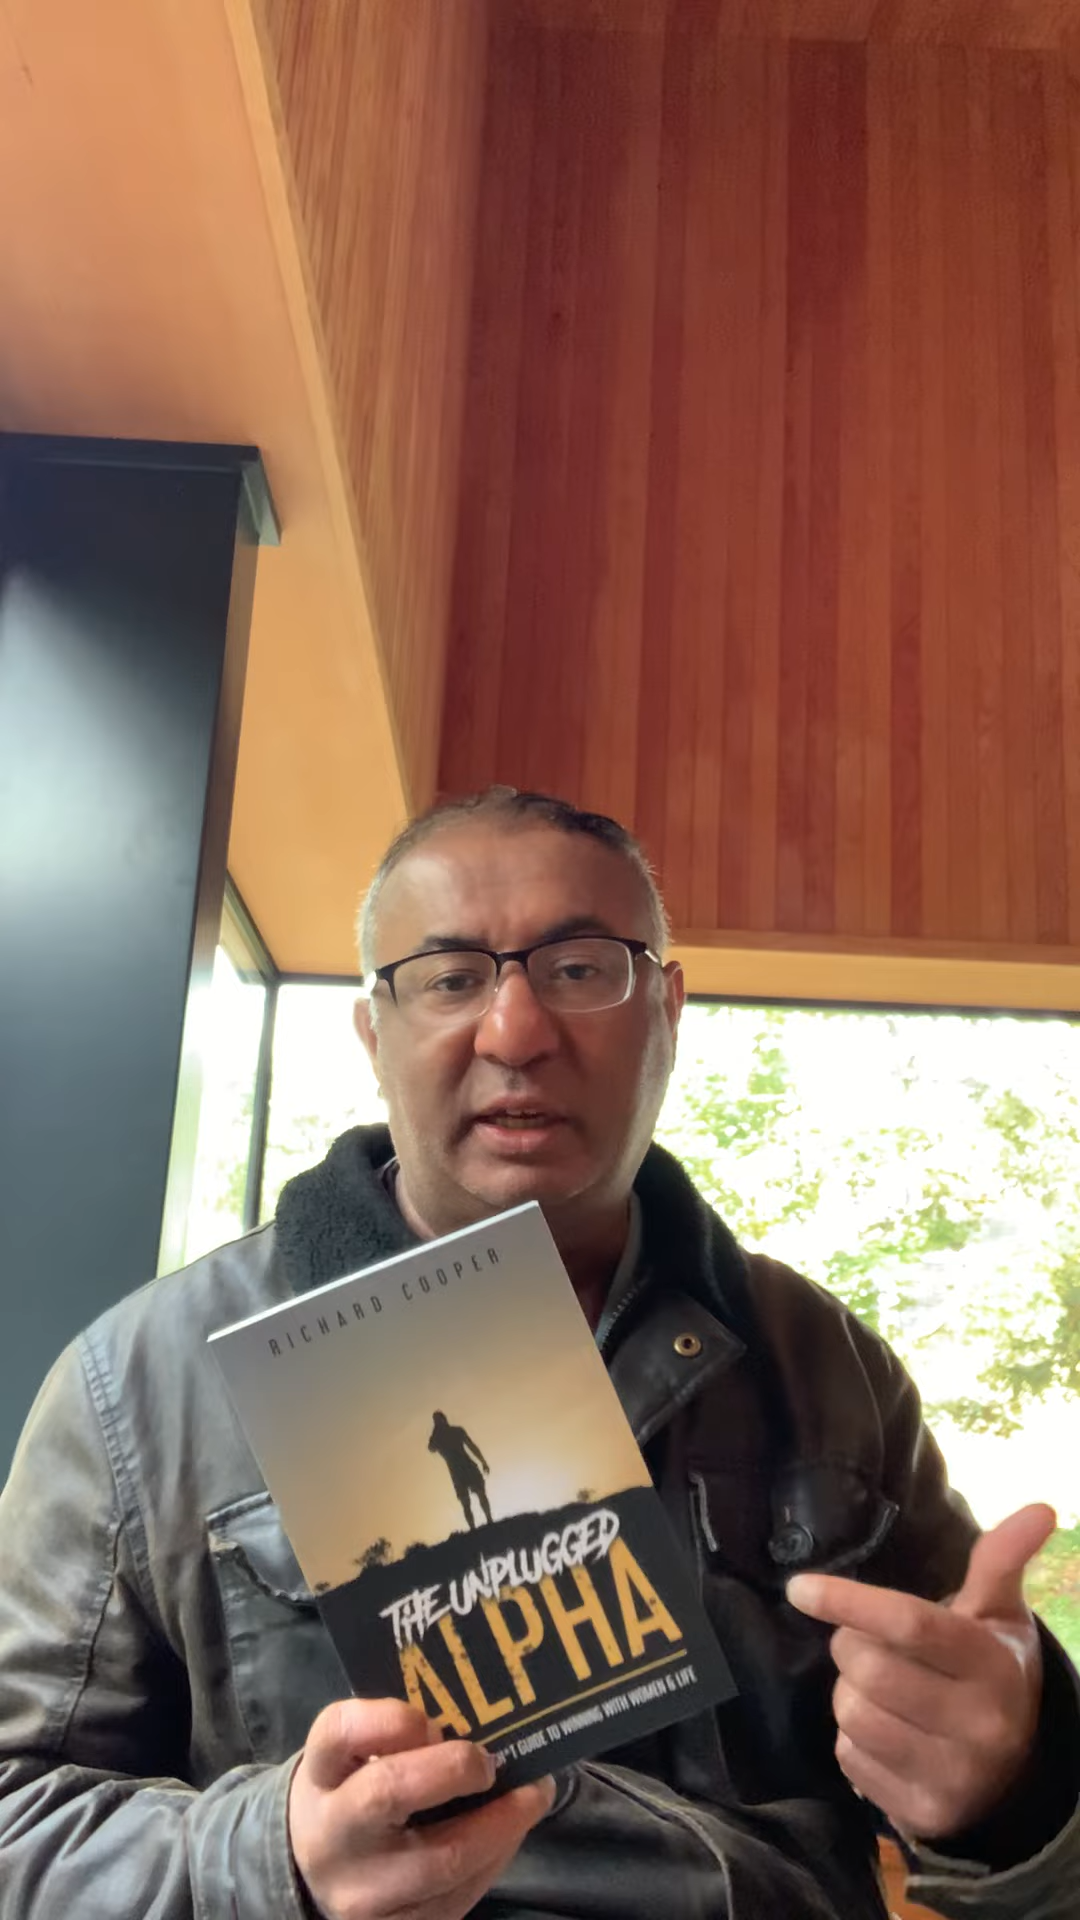 RICHARD COOPER
THE UNPLUGGED
ALPHA
GUIDE TO WINNING WITH WOMEN & LIFE